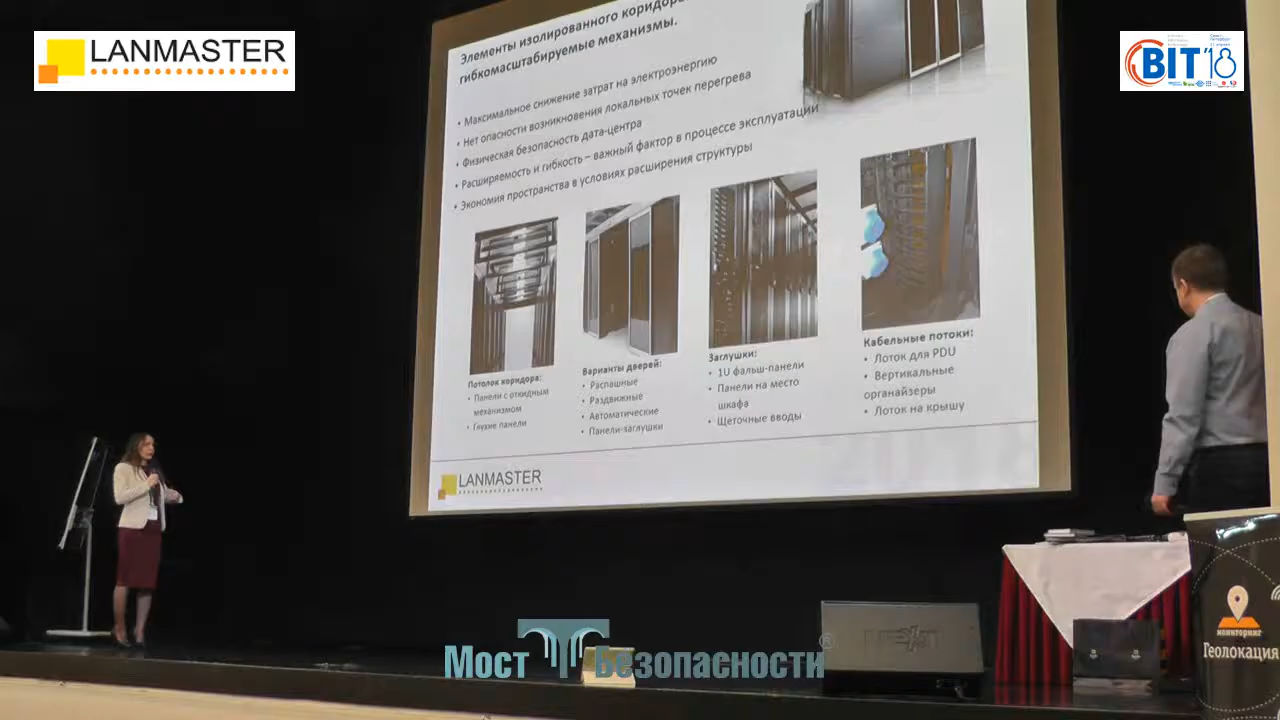 LANMASTER
BIT'18
Элементы изолированного коридора
гибкомасштабируемые механизмы.
• Максимальное снижение затрат на электроэнергию
• Нет опасности возникновения локальных точек перегрева
• Физическая безопасность дата-центра
• Расширяемость и гибкость – важный фактор в процессе эксплуатации
• Экономия пространства в условиях расширения структуры
Потолок коридора:
• Панели с откидным
механизмом
• Глухие панели
Варианты дверей:
• Распашные
• Раздвижные
• Автоматические
• Панели-заглушки
Заглушки:
• 1U фальш-панели
• Панели на место
шкафа
• Щеточные вводы
Кабельные потоки:
• Лоток для PDU
• Вертикальные
органайзеры
• Лоток на крышу
LANMASTER
мониторинг
Геолокация
Мост Безопасности®